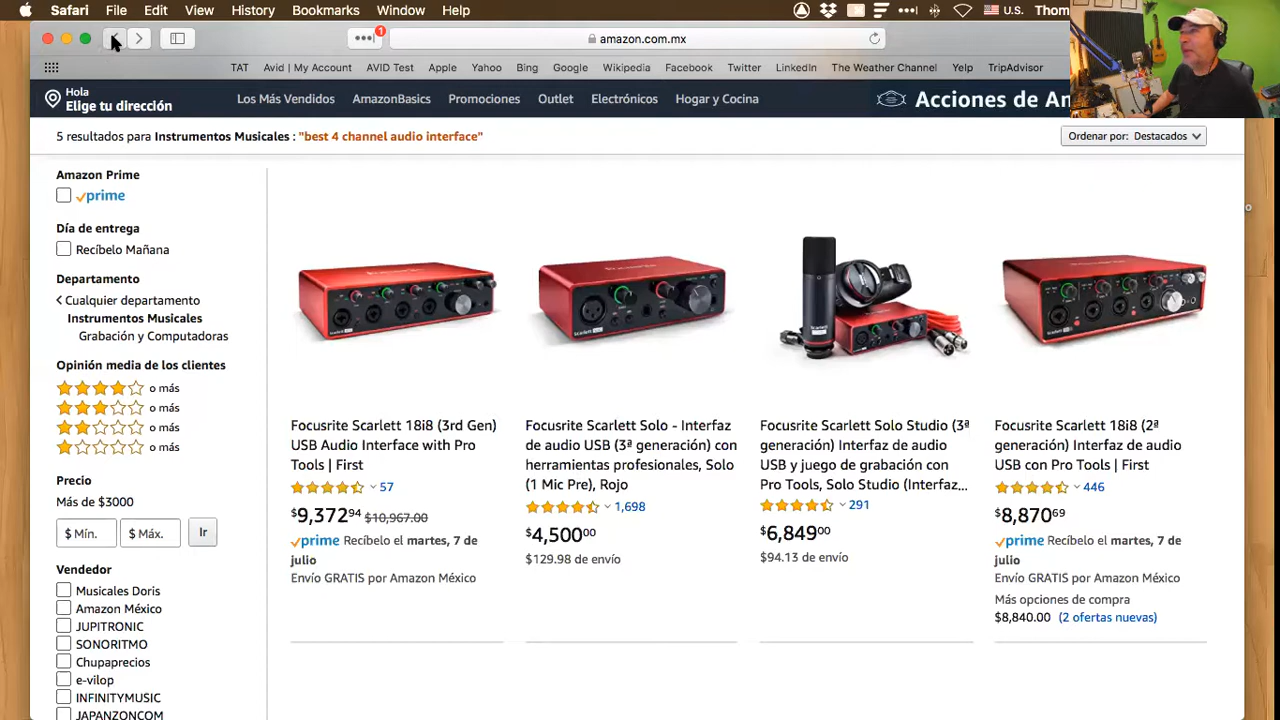 Safari File Edit View History Bookmarks Window Help U.S. Thom
1
amazon.com.mx
TAT Avid | My Account AVID Test Apple Yahoo Bing Google Wikipedia Facebook Twitter LinkedIn The Weather Channel Yelp TripAdvisor
Hola
Elige tu dirección
Los Más Vendidos AmazonBasics Promociones Outlet Electrónicos Hogar y Cocina
Acciones de Am
5 resultados para Instrumentos Musicales : "best 4 channel audio interface"
Ordenar por: Destacados
Amazon Prime
prime
Día de entrega
Recíbelo Mañana
Departamento
Cualquier departamento
Instrumentos Musicales
Grabación y Computadoras
Opinión media de los clientes
o más
o más
o más
o más
Precio
Más de $3000
$ Mín. $ Máx. Ir
Vendedor
Musicales Doris
Amazon México
JUPITRONIC
SONORITMO
Chupaprecios
e-vilop
INFINITYMUSIC
JAPANZONCOM
Focusrite Scarlett 18i8 (3rd Gen)
USB Audio Interface with Pro
Tools | First
57
$9,372.94 $10,967.00
prime Recíbelo el martes, 7 de
julio
Envío GRATIS por Amazon México
Focusrite Scarlett Solo - Interfaz
de audio USB (3ª generación) con
herramientas profesionales, Solo
(1 Mic Pre), Rojo
1,698
$4,500.00
$129.98 de envío
Focusrite Scarlett Solo Studio (3ª
generación) Interfaz de audio
USB y juego de grabación con
Pro Tools, Solo Studio (Interfaz...
291
$6,849.00
$94.13 de envío
Focusrite Scarlett 18i8 (2ª
generación) Interfaz de audio
USB con Pro Tools | First
446
$8,870.69
prime Recíbelo el martes, 7 de
julio
Envío GRATIS por Amazon México
Más opciones de compra
$8,840.00 (2 ofertas nuevas)